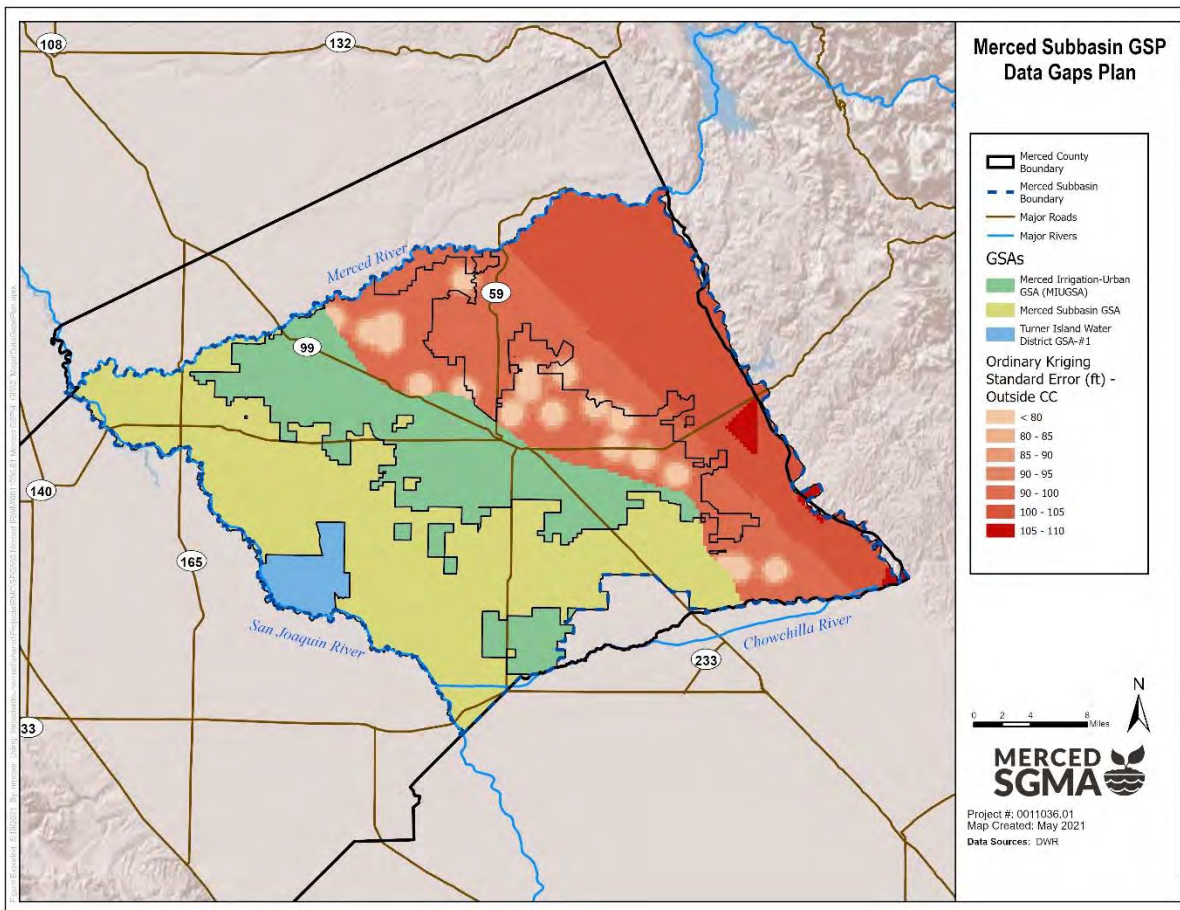 Merced Subbasin GSP
Data Gaps Plan
108
132
Merced River
59
99
140
165
San Joaquin River
Chowchilla River
233
33
Merced County
Boundary
Merced Subbasin
Boundary
Major Roads
Major Rivers
GSAs
Merced Irrigation-Urban
GSA (MIUGSA)
Merced Subbasin GSA
Turner Island Water
District GSA-#1
Ordinary Kriging
Standard Error (ft) -
Outside CC
< 80
80 - 85
85 - 90
90 - 95
90 - 100
100 - 105
105 - 110
N
0 2 4 8
Miles
MERCED
SGMA
Project #: 0011036.01
Map Created: May 2021
Data Sources: DWR